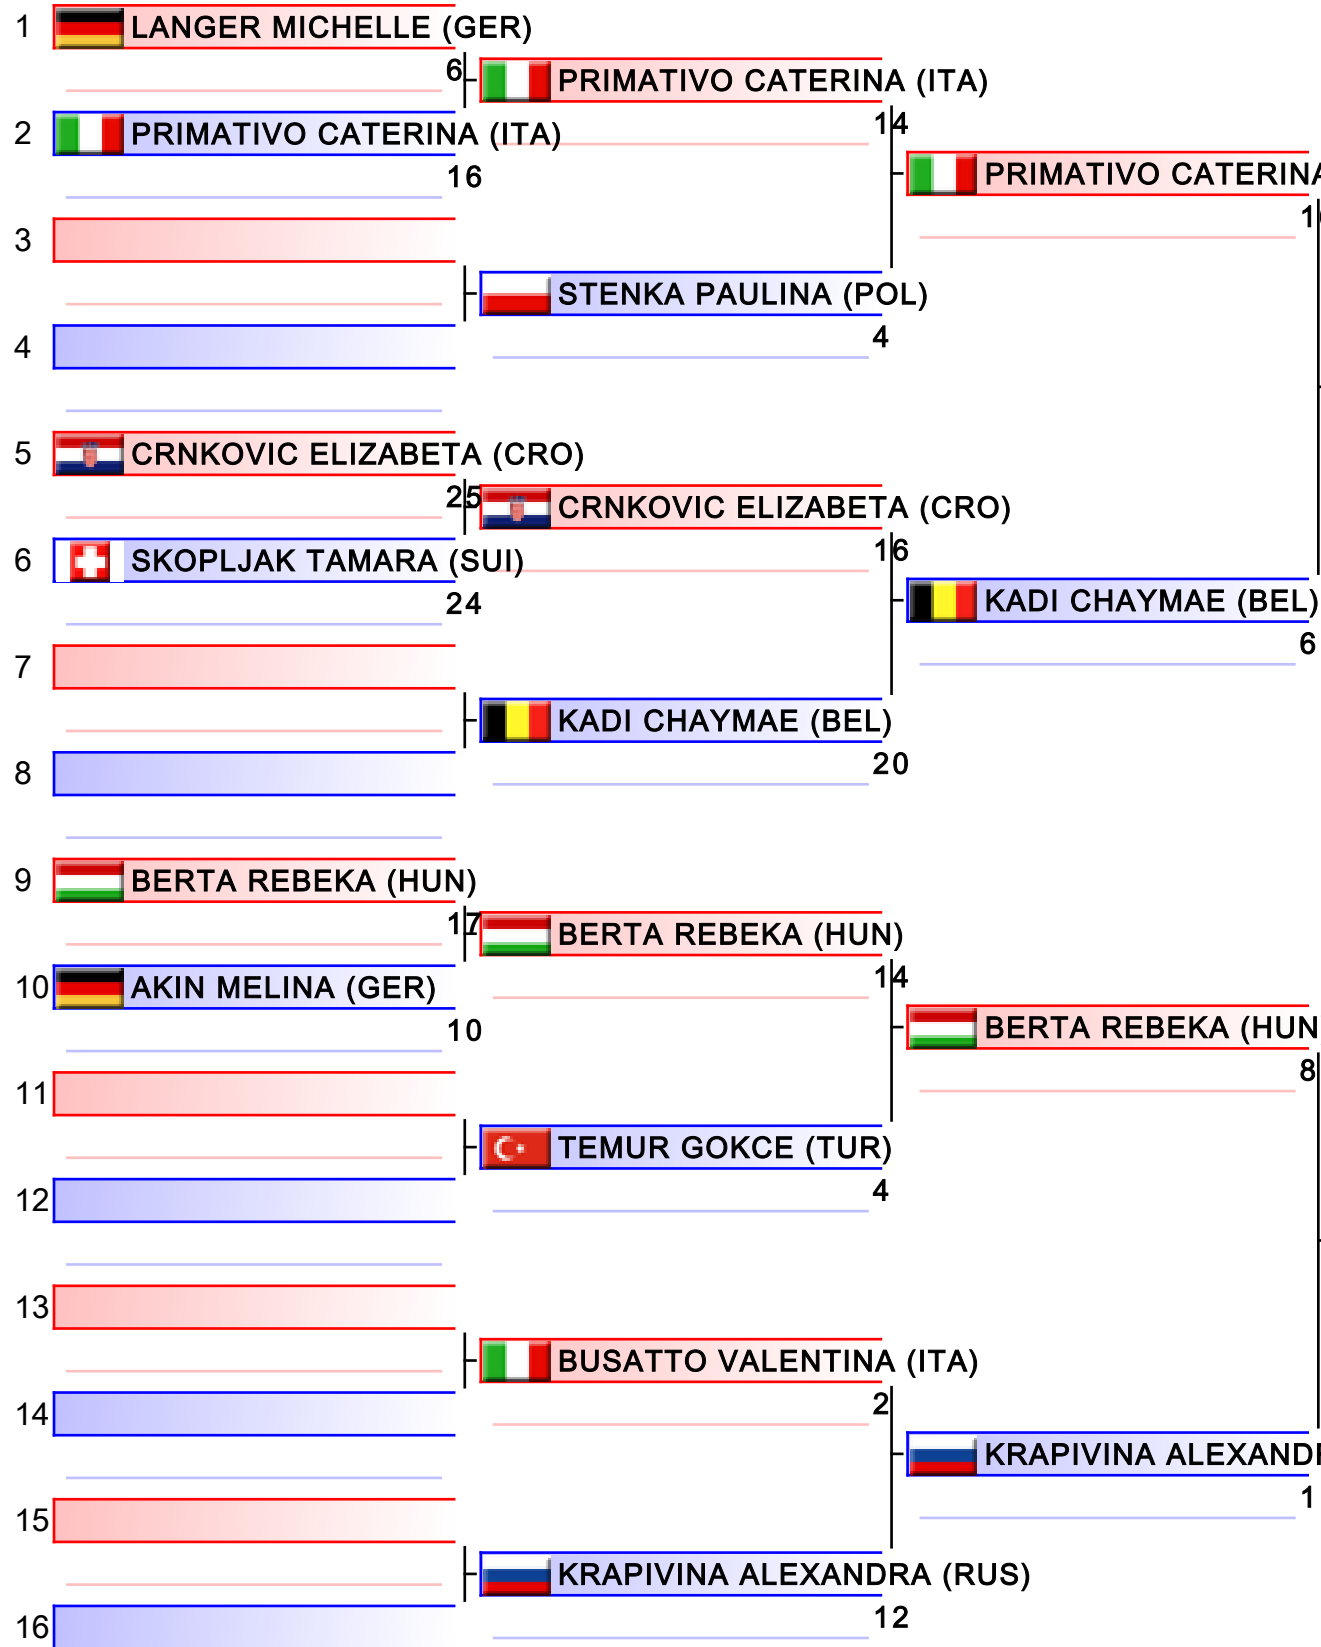 1 LANGER MICHELLE (GER)
6
PRIMATIVO CATERINA (ITA)
14
2 PRIMATIVO CATERINA (ITA)
16
PRIMATIVO CATERINA
3
STENKA PAULINA (POL)
4
4
5 CRNKOVIC ELIZABETA (CRO)
25
CRNKOVIC ELIZABETA (CRO)
16
6 SKOPLJAK TAMARA (SUI)
24
KADI CHAYMAE (BEL)
6
7
KADI CHAYMAE (BEL)
20
8
9 BERTA REBEKA (HUN)
17
BERTA REBEKA (HUN)
14
10 AKIN MELINA (GER)
10
BERTA REBEKA (HUN
8
11
TEMUR GOKCE (TUR)
4
12
13
BUSATTO VALENTINA (ITA)
2
14
KRAPIVINA
1
15
KRAPIVINA ALEXANDRA (RUS)
12
16